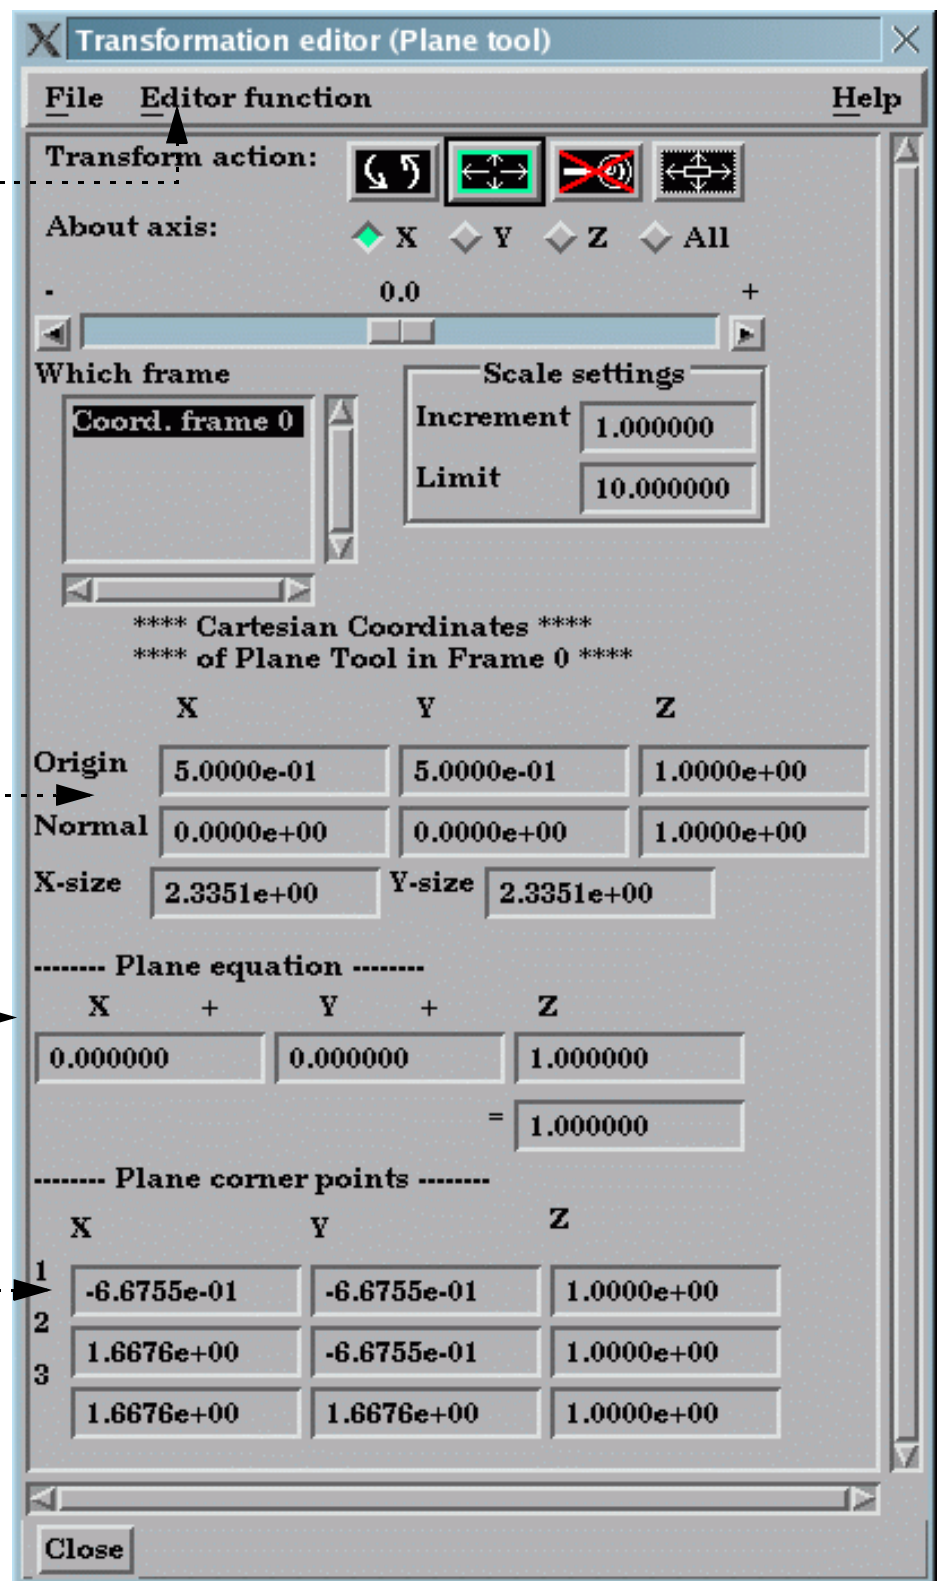 Transformation editor (Plane tool)
File Editor function Help
Transform action:
About axis: X Y Z All
- 0.0 +
Which frame Scale settings
Coord. frame 0
Increment 1.000000
Limit 10.000000
**** Cartesian Coordinates ****
**** of Plane Tool in Frame 0 ****
X Y Z
Origin 5.0000e-01 5.0000e-01 1.0000e+00
Normal 0.0000e+00 0.0000e+00 1.0000e+00
X-size 2.3351e+00 Y-size 2.3351e+00
-------- Plane equation --------
X + Y + Z
0.000000 0.000000 1.000000
= 1.000000
-------- Plane corner points --------
X Y Z
1 -6.6755e-01 -6.6755e-01 1.0000e+00
2 1.6676e+00 -6.6755e-01 1.0000e+00
3 1.6676e+00 1.6676e+00 1.0000e+00
Close